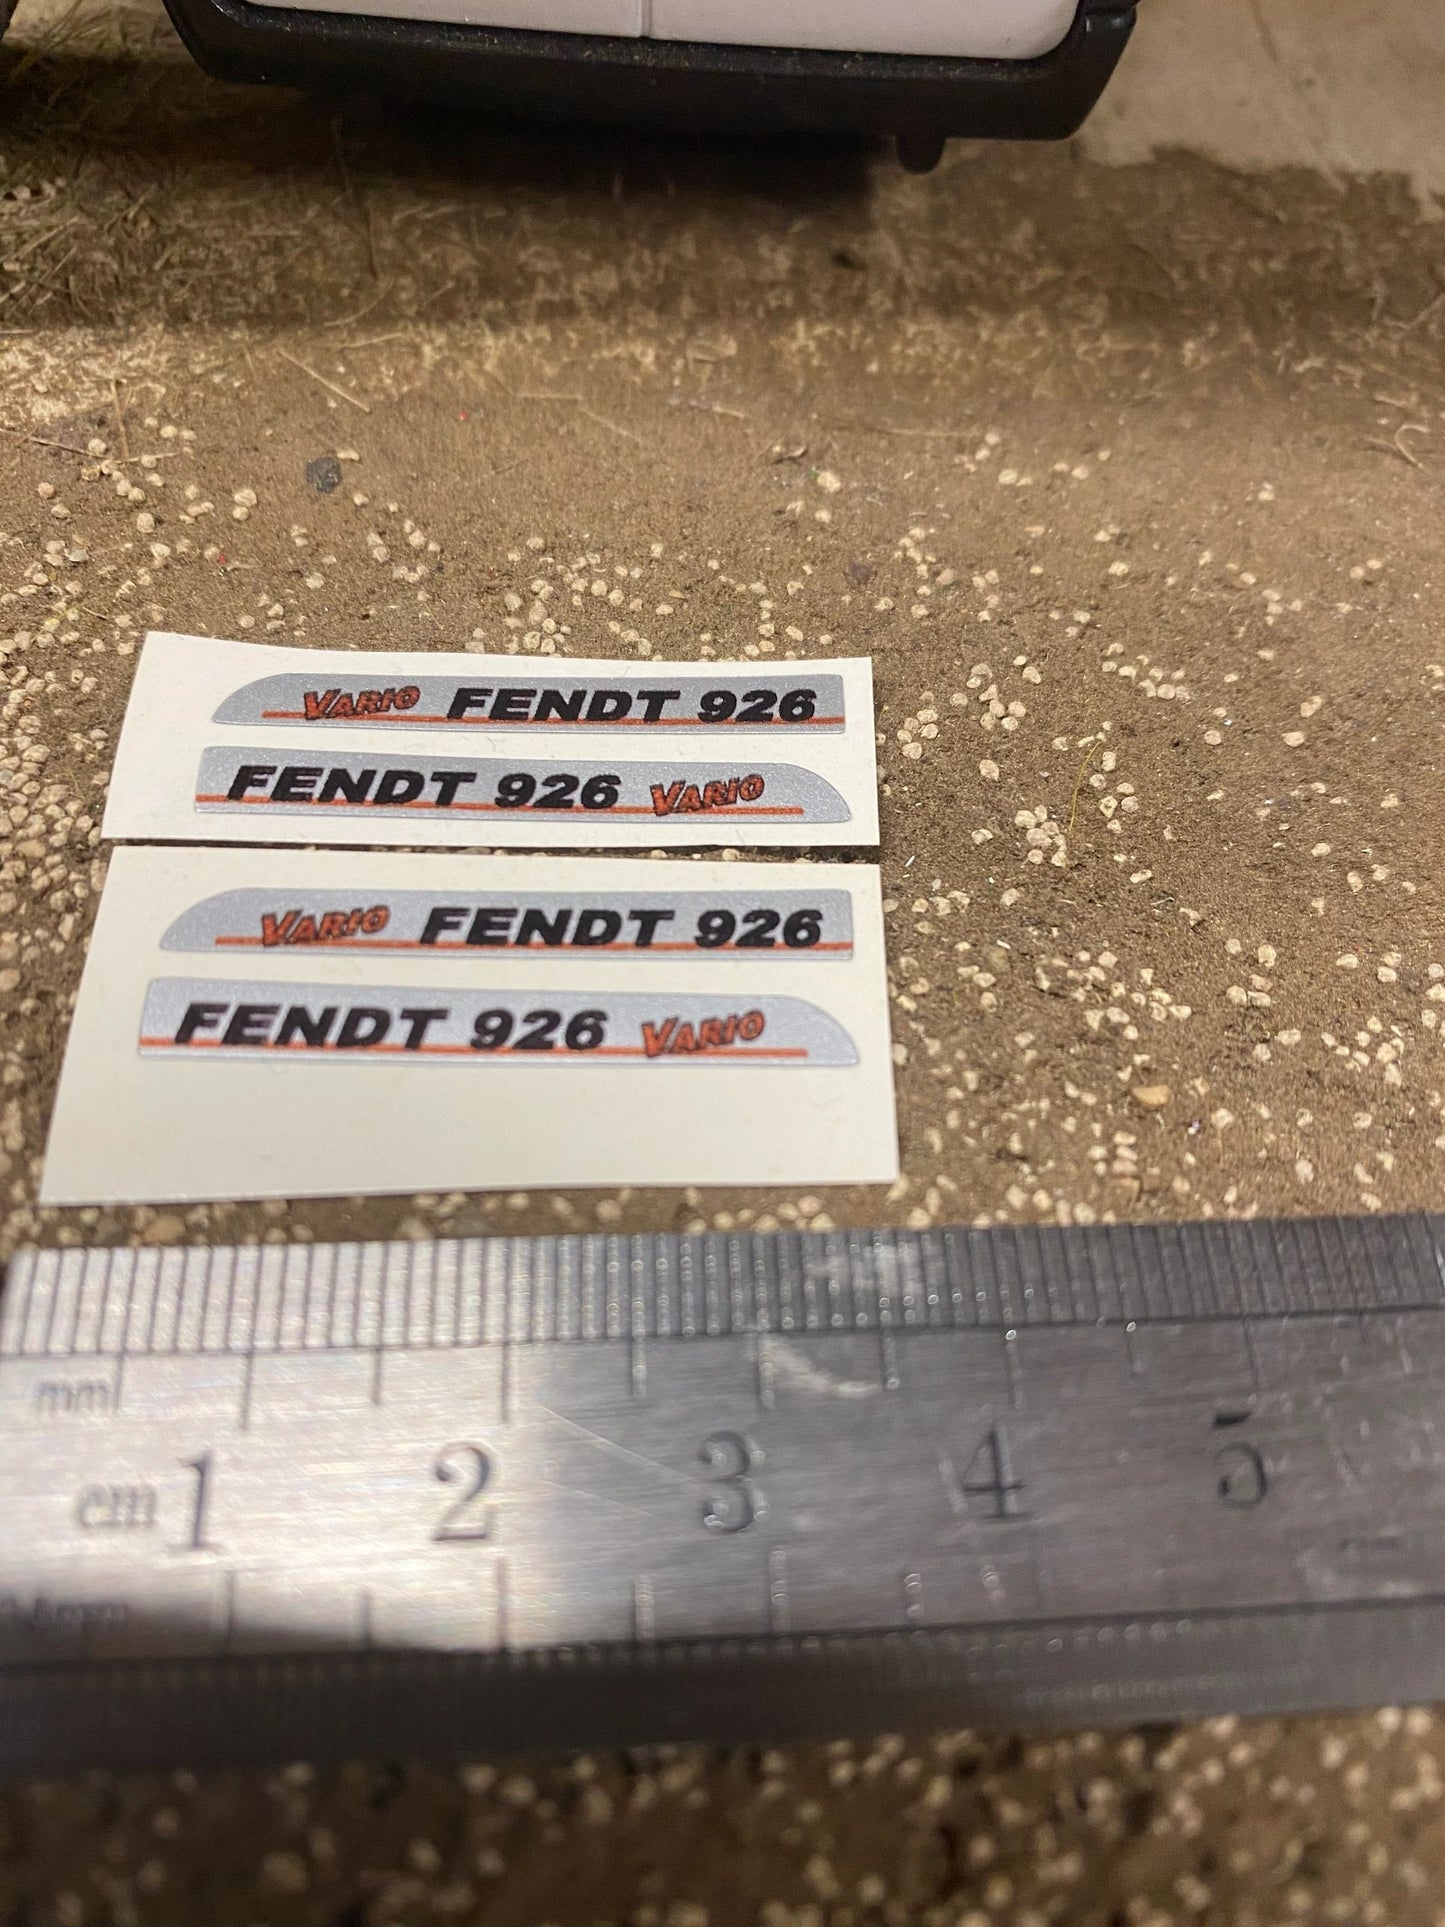 VARIO FENDT 926
FENDT 926 VARIO
VARIO FENDT 926
FENDT 926 VARIO
mm
cm 1 2 3 4 5